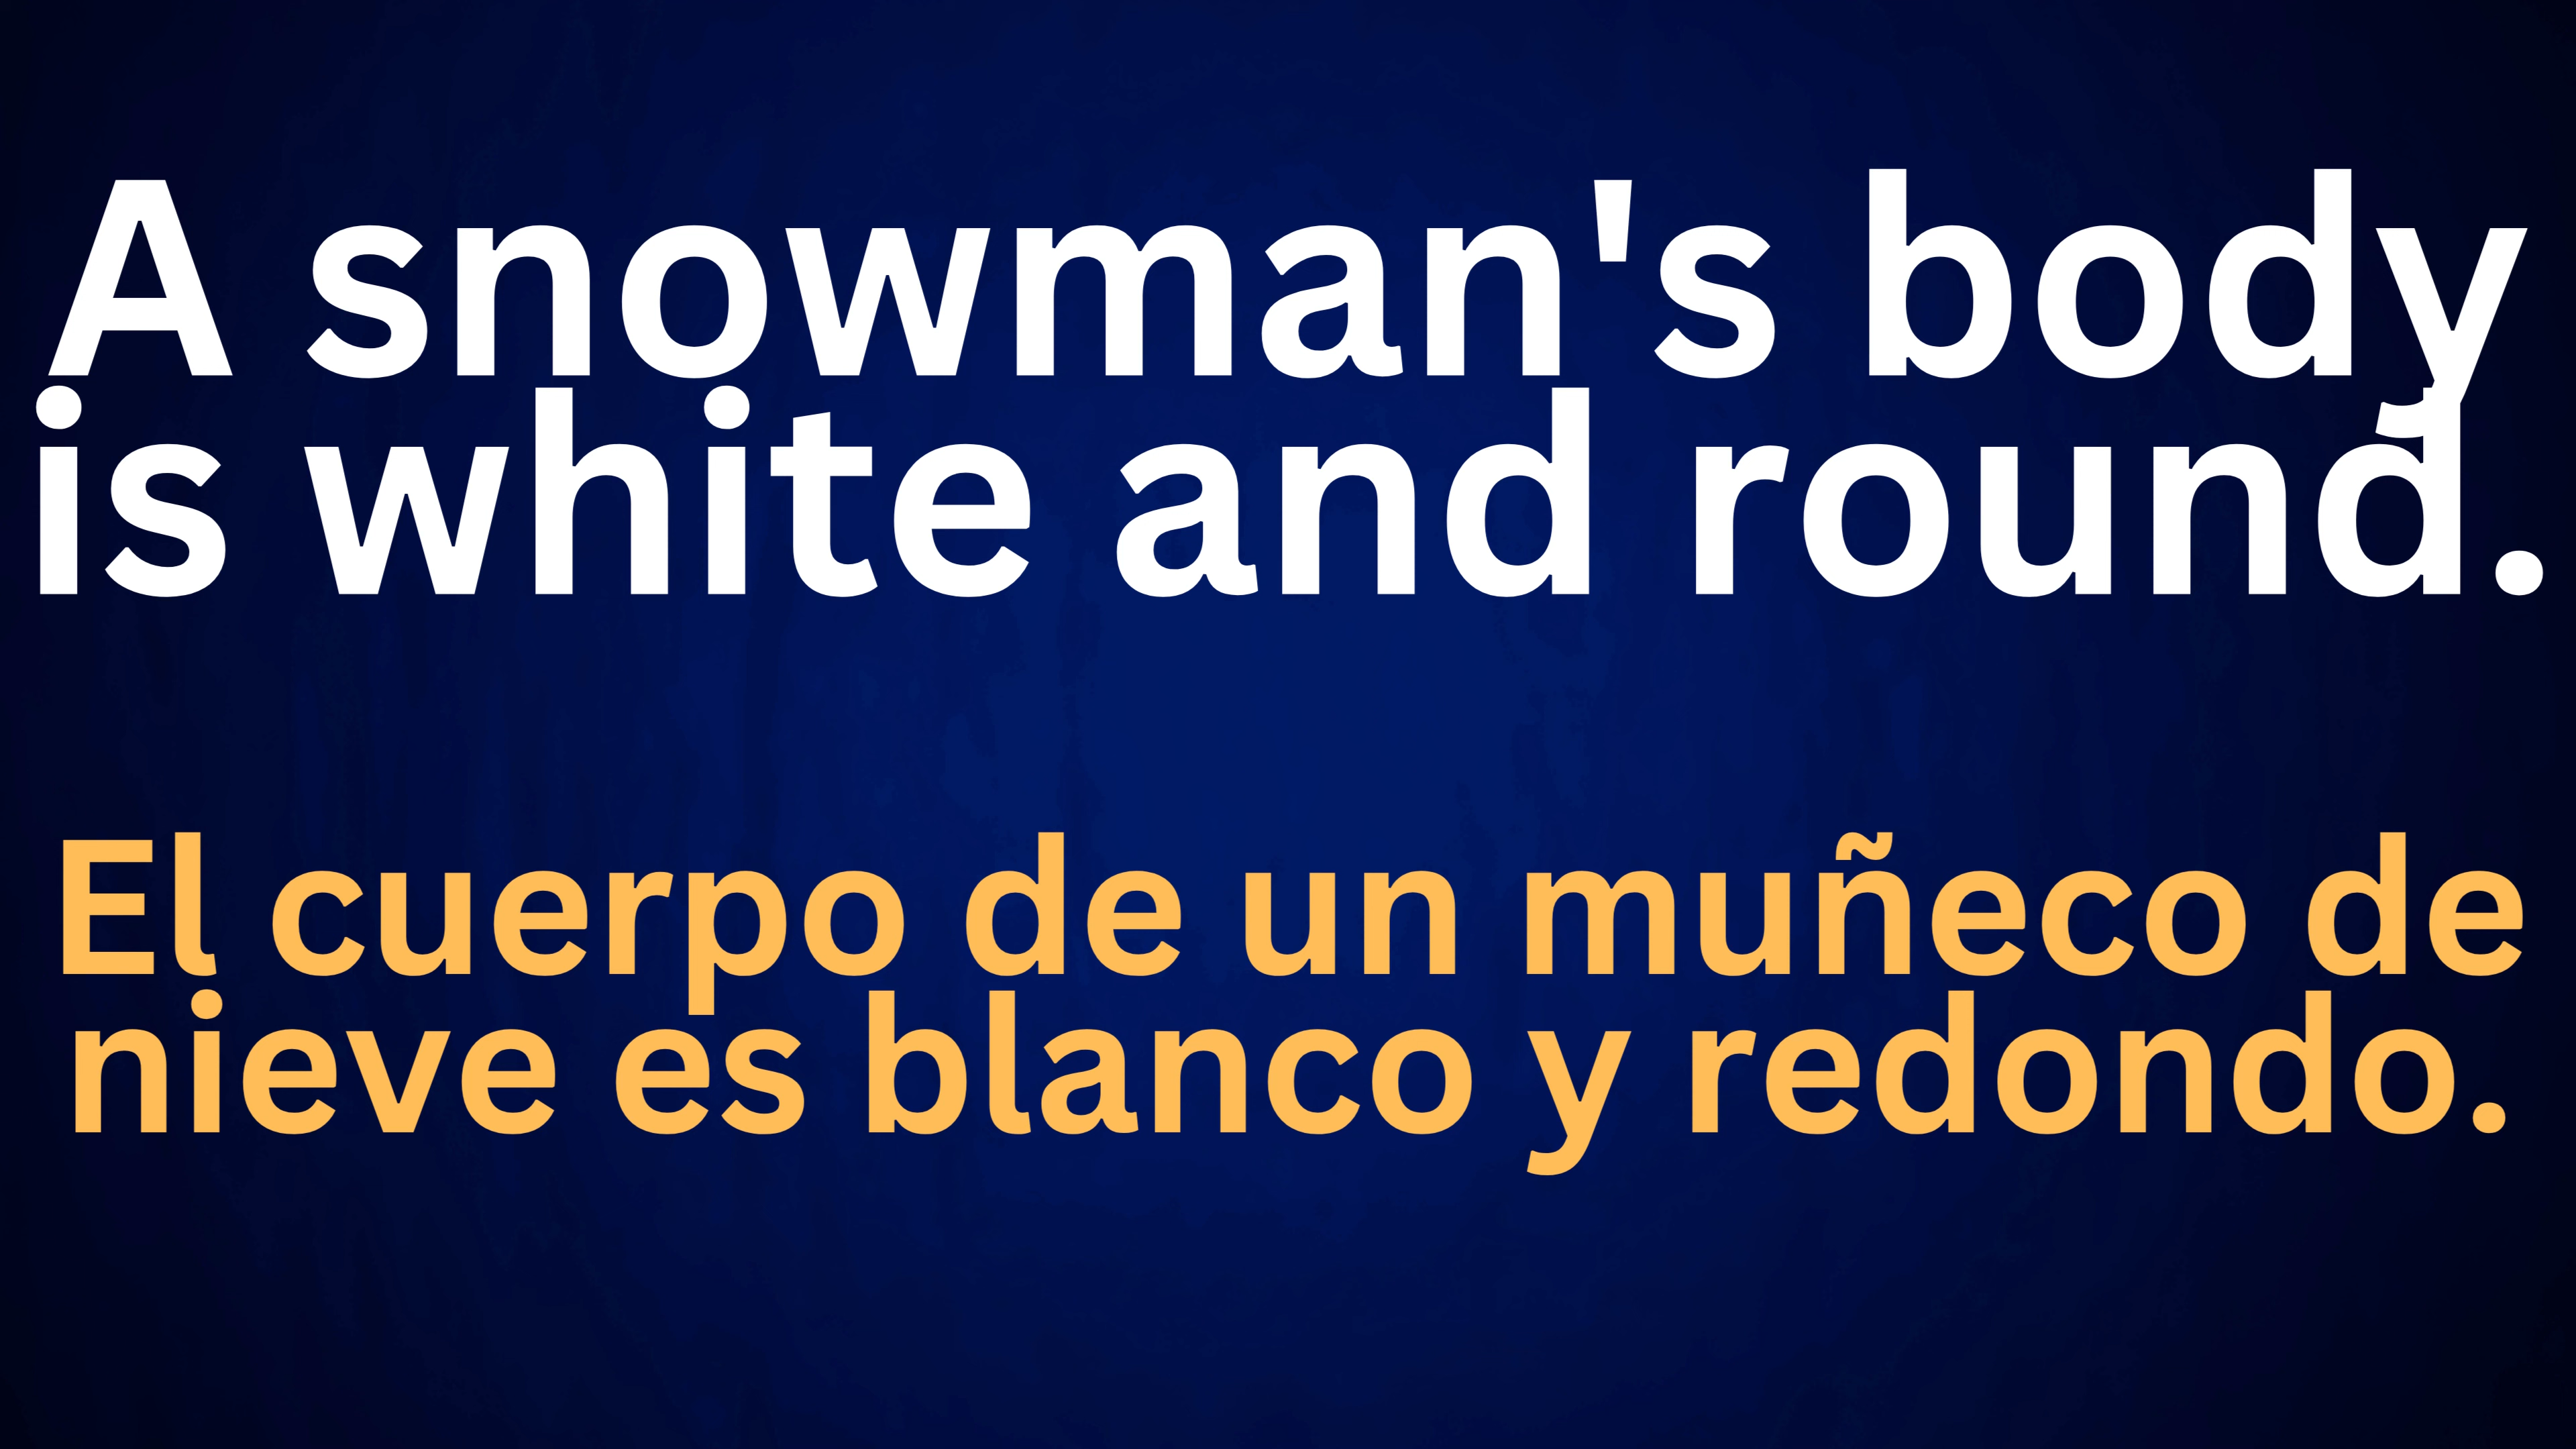 A snowman's body
is white and round.
El cuerpo de un muñeco de
nieve es blanco y redondo.